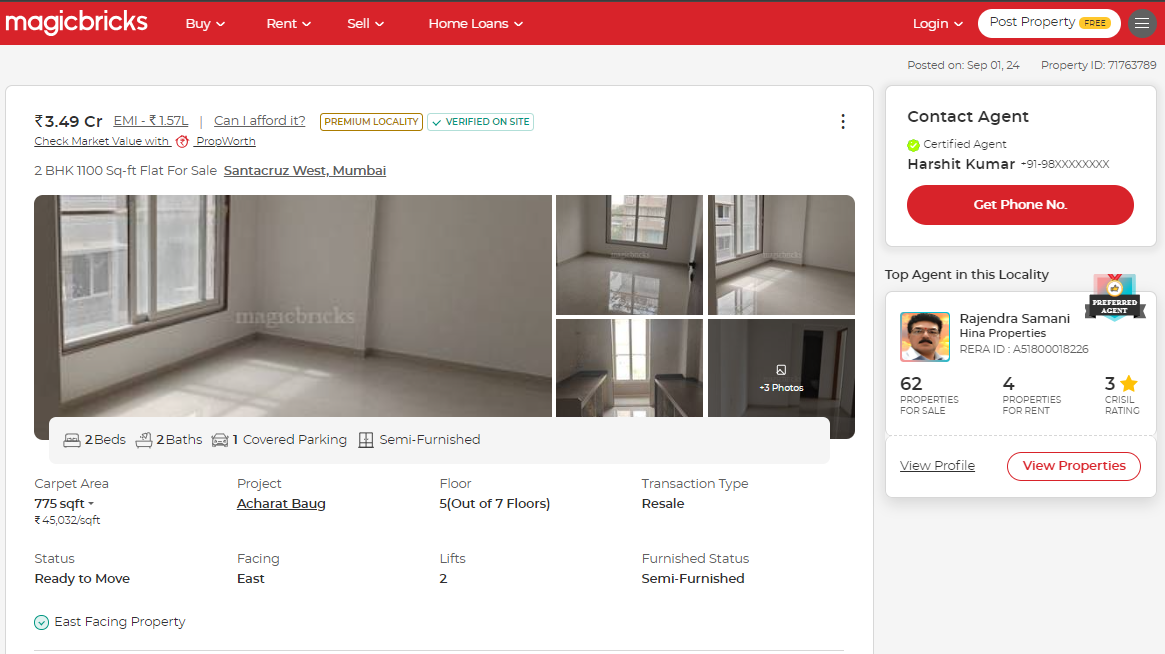 magicbricks
Buy Rent Sell Home Loans Login Post Property FREE
Posted on: Sep 01, 24 Property ID: 71763789
₹3.49 Cr EMI - ₹ 1.57L | Can I afford it? PREMIUM LOCALITY VERIFIED ON SITE
Check Market Value with PropWorth
2 BHK 1100 Sq-ft Flat For Sale Santacruz West, Mumbai
magicbricks
magicbricks
magicbricks
+3 Photos
2 Beds 2 Baths 1 Covered Parking Semi-Furnished
Carpet Area
775 sqft
₹45,032/sqft
Project
Acharat Baug
Floor
5(Out of 7 Floors)
Transaction Type
Resale
Status
Ready to Move
Facing
East
Lifts
2
Furnished Status
Semi-Furnished
East Facing Property
Contact Agent
Certified Agent
Harshit Kumar +91-98XXXXXXXX
Get Phone No.
Top Agent in this Locality
PREFERRED
AGENT
Rajendra Samani
Hina Properties
RERA ID : A51800018226
62
PROPERTIES
FOR SALE
4
PROPERTIES
FOR RENT
3
CRISIL
RATING
View Profile View Properties